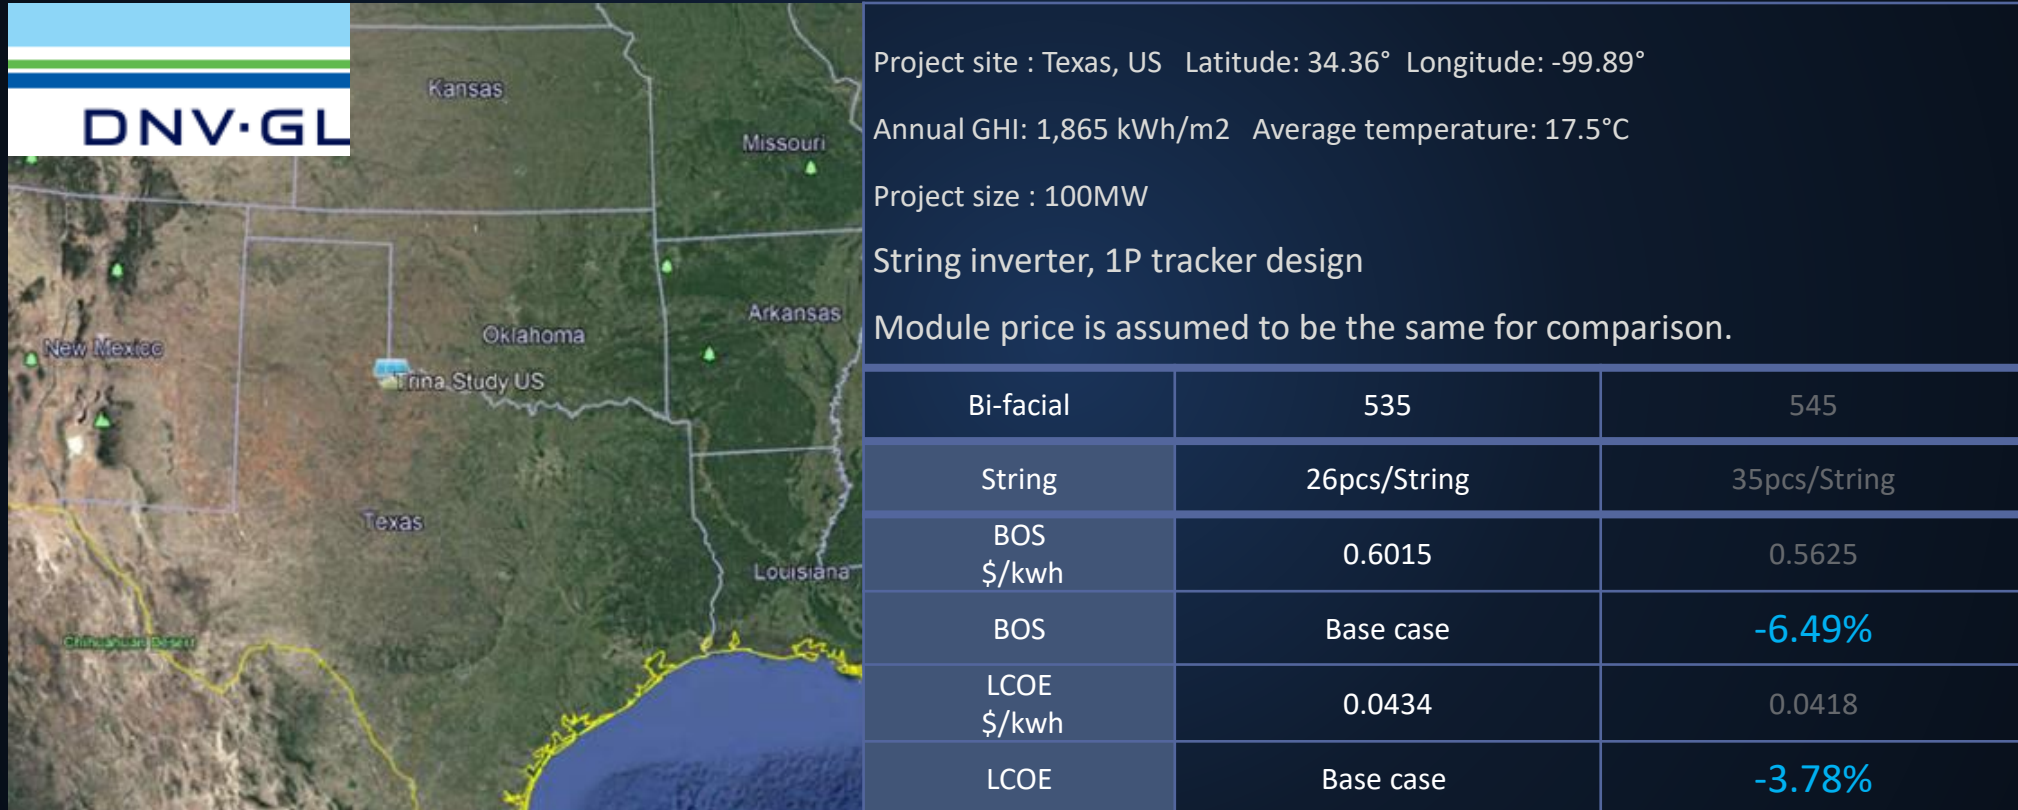 DNV·GL
Kansas
Missouri
Oklahoma
Arkansas
New Mexico
Trina Study US
Texas
Louisiana
Chihuahuan Desert
Project site : Texas, US Latitude: 34.36° Longitude: -99.89°
Annual GHI: 1,865 kWh/m2 Average temperature: 17.5°C
Project size : 100MW
String inverter, 1P tracker design
Module price is assumed to be the same for comparison.
Bi-facial 535 545
String 26pcs/String 35pcs/String
BOS
$/kwh 0.6015 0.5625
BOS Base case -6.49%
LCOE
$/kwh 0.0434 0.0418
LCOE Base case -3.78%